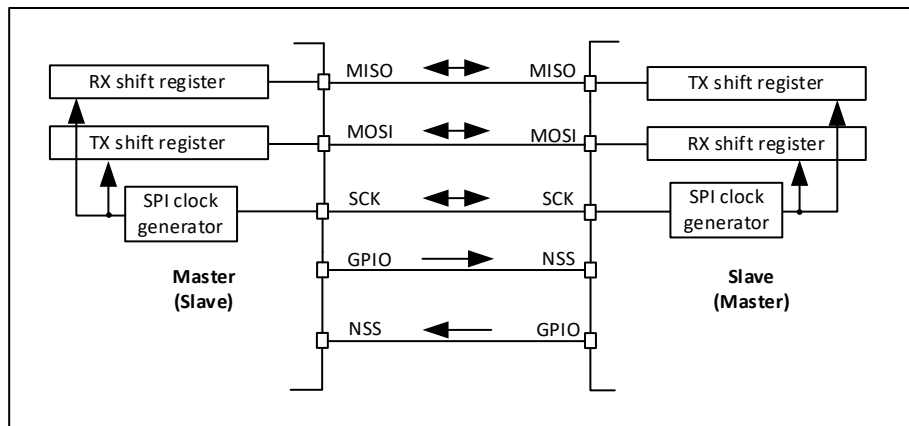 RX shift register
MISO
MISO
TX shift register
TX shift register
MOSI
MOSI
RX shift register
SPI clock
generator
SCK
SCK
SPI clock
generator
Master
(Slave)
GPIO
NSS
Slave
(Master)
NSS
GPIO